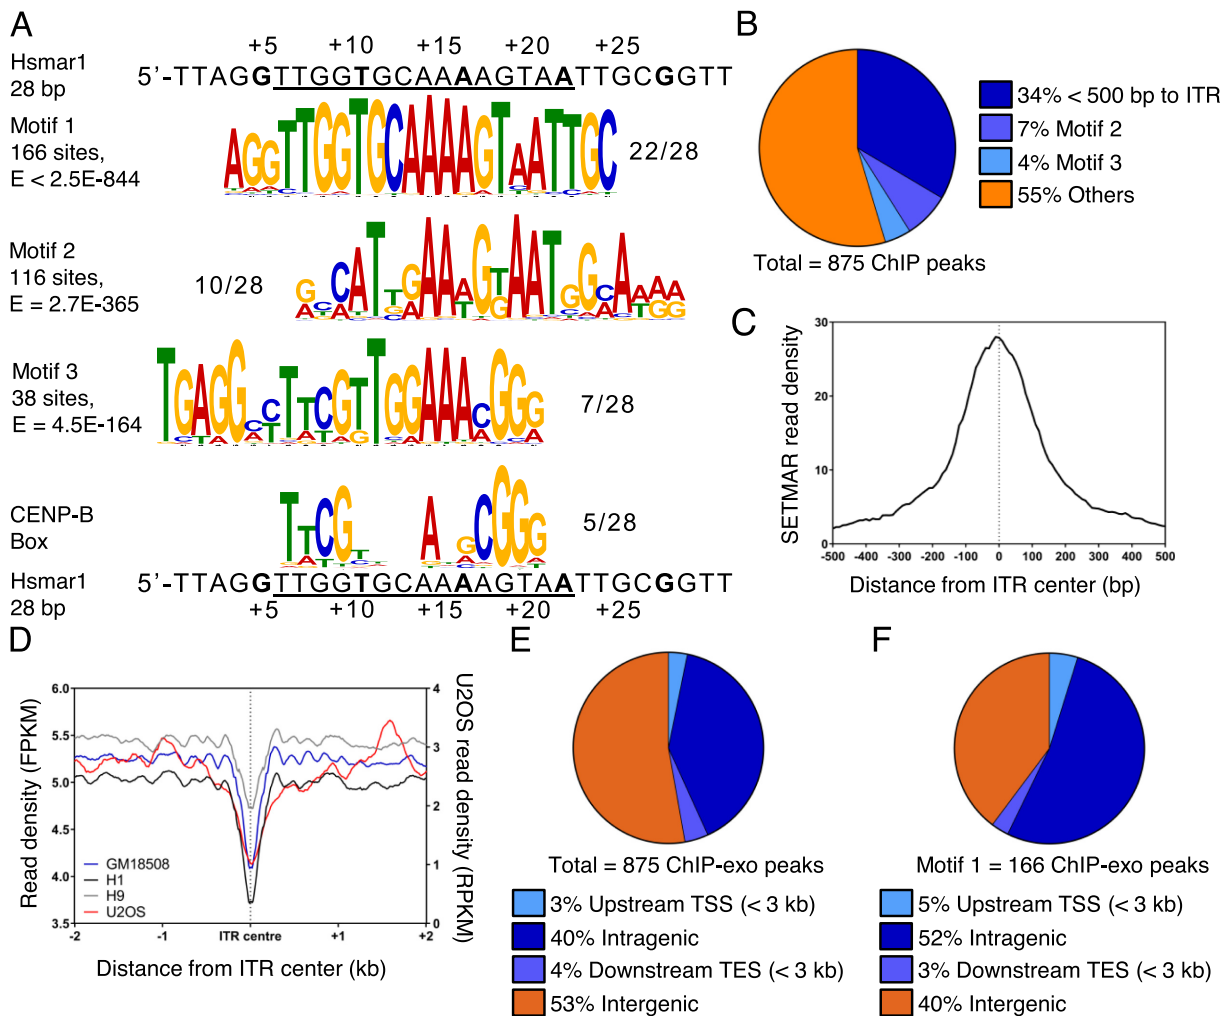 A
+5 +10 +15 +20 +25
Hsmar1
28 bp
5'-TTAGGTTGGTGCAAAAGTAATTGCGGTT
Motif 1
166 sites,
E < 2.5E-844
AGGTTGGTGCAAAAGTAATTGC
22/28
Motif 2
116 sites,
E = 2.7E-365
10/28
Motif 3
38 sites,
E = 4.5E-164
7/28
CENP-B
Box
5/28
Hsmar1
28 bp
5'-TTAGGTTGGTGCAAAAGTAATTGCGGTT
+5 +10 +15 +20 +25
B
34% < 500 bp to ITR
7% Motif 2
4% Motif 3
55% Others
Total = 875 ChIP peaks
C
SETMAR read density
30
20
10
0
-500 -400 -300 -200 -100 0 100 200 300 400 500
Distance from ITR center (bp)
D
Read density (FPKM)
6.0
5.5
5.0
4.5
4.0
3.5
GM18508
H1
H9
U2OS
U2OS read density (RPKM)
4
3
2
1
0
-2 -1 ITR centre +1 +2
Distance from ITR center (kb)
E
Total = 875 ChIP-exo peaks
3% Upstream TSS (< 3 kb)
40% Intragenic
4% Downstream TES (< 3 kb)
53% Intergenic
F
Motif 1 = 166 ChIP-exo peaks
5% Upstream TSS (< 3 kb)
52% Intragenic
3% Downstream TES (< 3 kb)
40% Intergenic